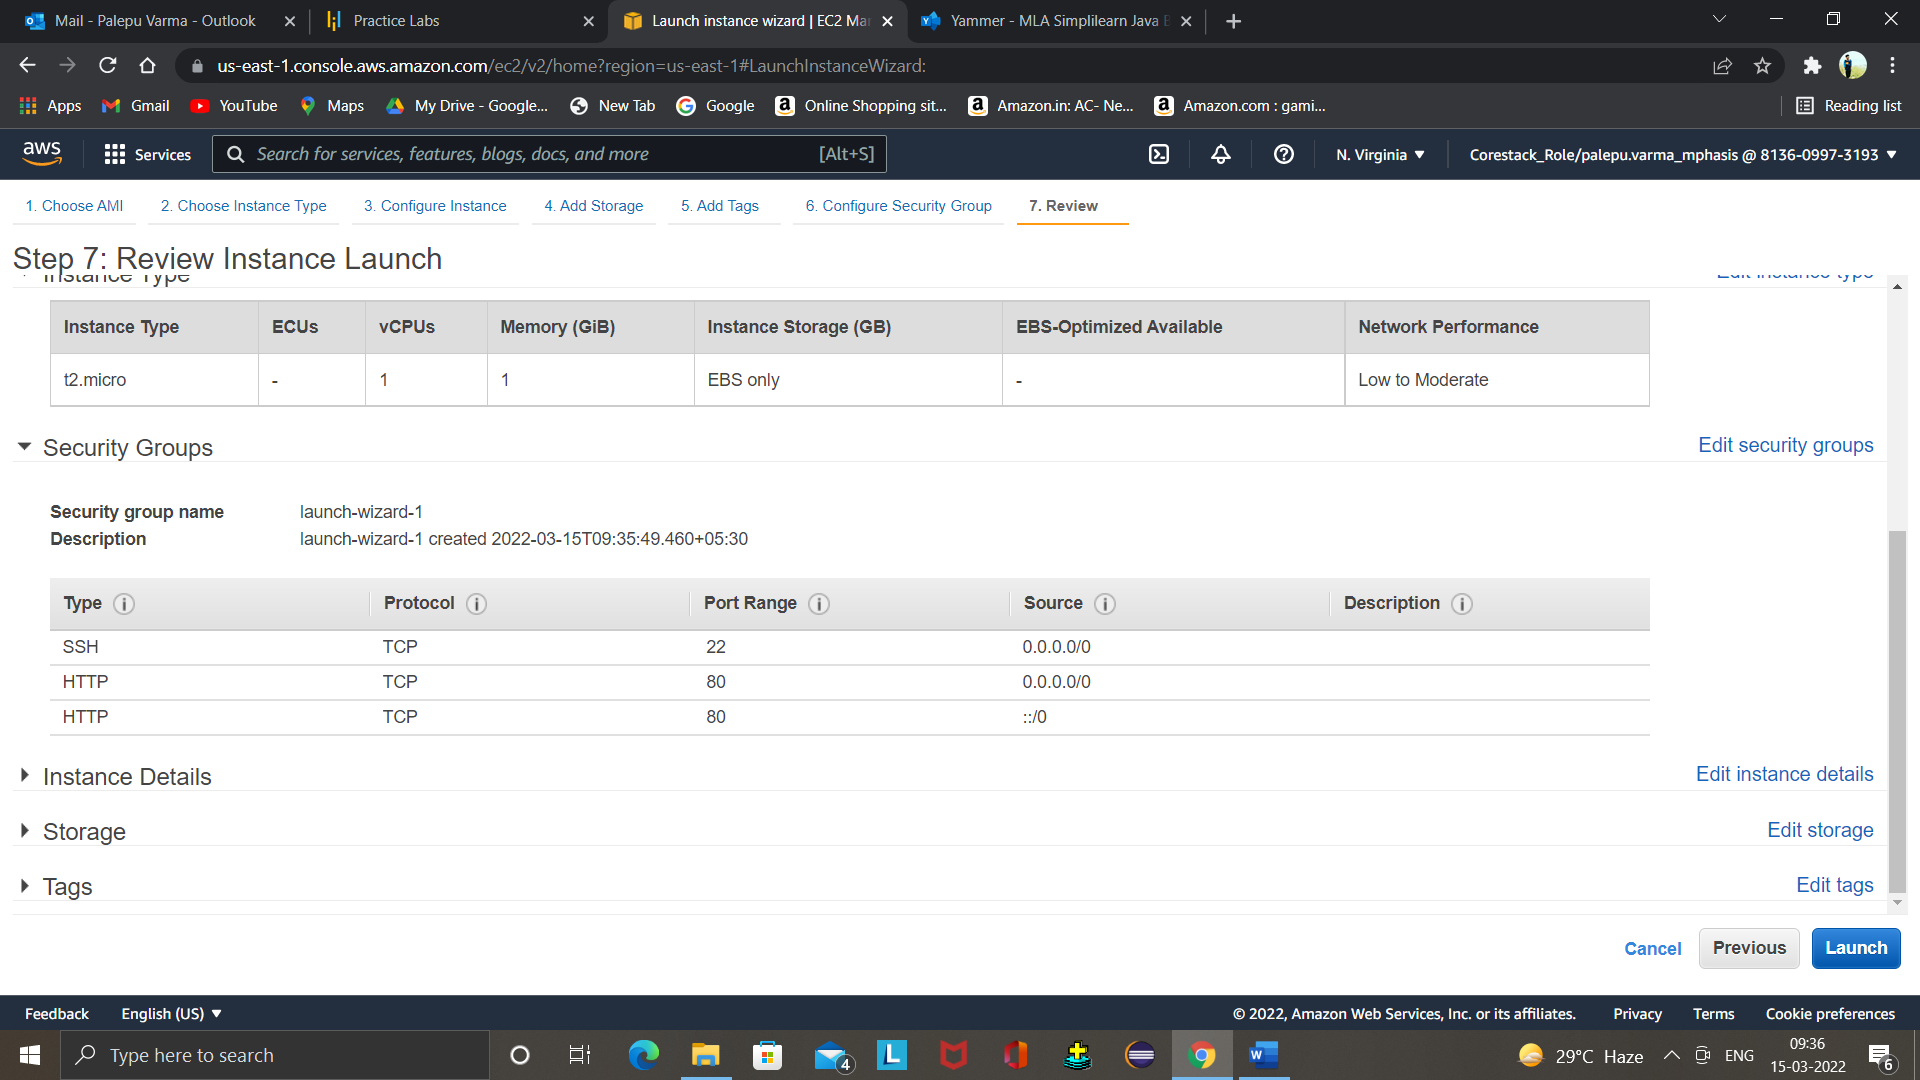 Mail - Palepu Varma - Outlook
Practice Labs
Launch instance wizard | EC2 Ma
Yammer - MLA Simplilearn Java
us-east-1.console.aws.amazon.com/ec2/v2/home?region=us-east-1#LaunchInstanceWizard:
Apps Gmail YouTube Maps My Drive - Google... New Tab Google Online Shopping sit... Amazon.in: AC- Ne... Amazon.com : gami... Reading list
aws Services Search for services, features, blogs, docs, and more [Alt+S] N. Virginia Corestack_Role/palepu.varma_mphasis @ 8136-0997-3193
1. Choose AMI 2. Choose Instance Type 3. Configure Instance 4. Add Storage 5. Add Tags 6. Configure Security Group 7. Review
Step 7: Review Instance Launch
Instance Type Edit instance type
Instance Type ECUs vCPUs Memory (GiB) Instance Storage (GB) EBS-Optimized Available Network Performance
t2.micro - 1 1 EBS only - Low to Moderate
Security Groups Edit security groups
Security group name launch-wizard-1
Description launch-wizard-1 created 2022-03-15T09:35:49.460+05:30
Type Protocol Port Range Source Description
SSH TCP 22 0.0.0.0/0
HTTP TCP 80 0.0.0.0/0
HTTP TCP 80 ::/0
Instance Details Edit instance details
Storage Edit storage
Tags Edit tags
Cancel Previous Launch
Feedback English (US) © 2022, Amazon Web Services, Inc. or its affiliates. Privacy Terms Cookie preferences
Type here to search 4 L W 29°C Haze ENG 09:36
15-03-2022 6